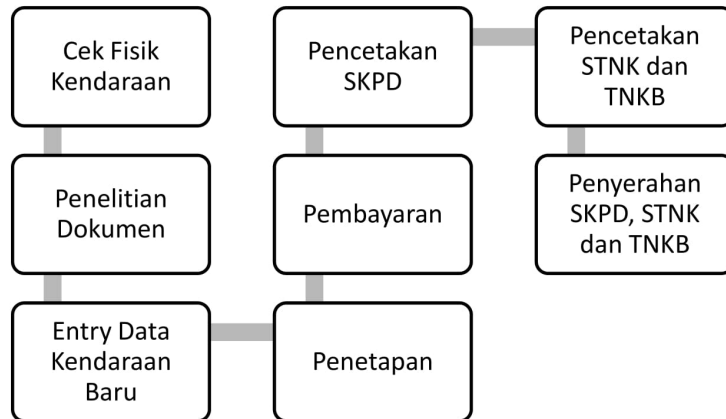 Cek Fisik
Kendaraan
Penelitian
Dokumen
Entry Data
Kendaraan
Baru
Penetapan
Pembayaran
Pencetakan
SKPD
Pencetakan
STNK dan
TNKB
Penyerahan
SKPD, STNK
dan TNKB